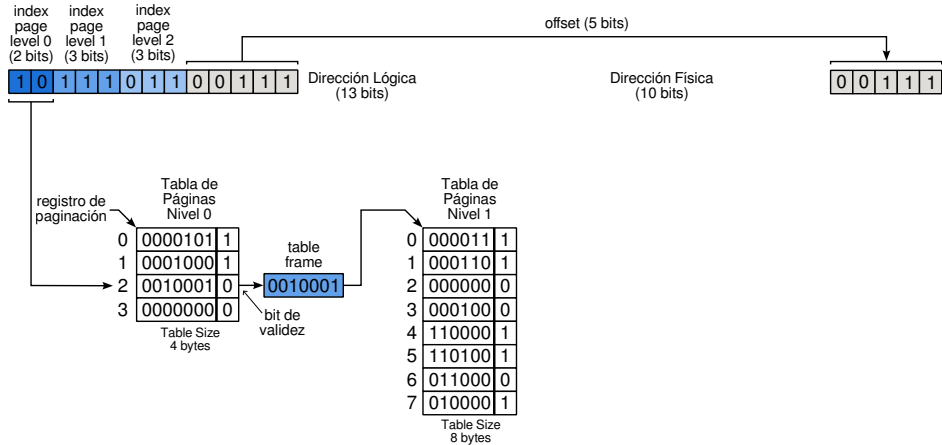 index
page
level 0
(2 bits)
index
page
level 1
(3 bits)
index
page
level 2
(3 bits)
offset (5 bits)
1 0 1 1 1 0 1 1 0 0 1 1 1
Dirección Lógica
(13 bits)
Dirección Física
(10 bits)
0 0 1 1 1
registro de
paginación
Tabla de
Páginas
Nivel 0
0 0000101 1
1 0001000 1
2 0010001 0
3 0000000 0
Table Size
4 bytes
bit de
validez
table
frame
0010001
Tabla de
Páginas
Nivel 1
0 000011 1
1 000110 1
2 000000 0
3 000100 0
4 110000 1
5 110100 1
6 011000 0
7 010000 1
Table Size
8 bytes